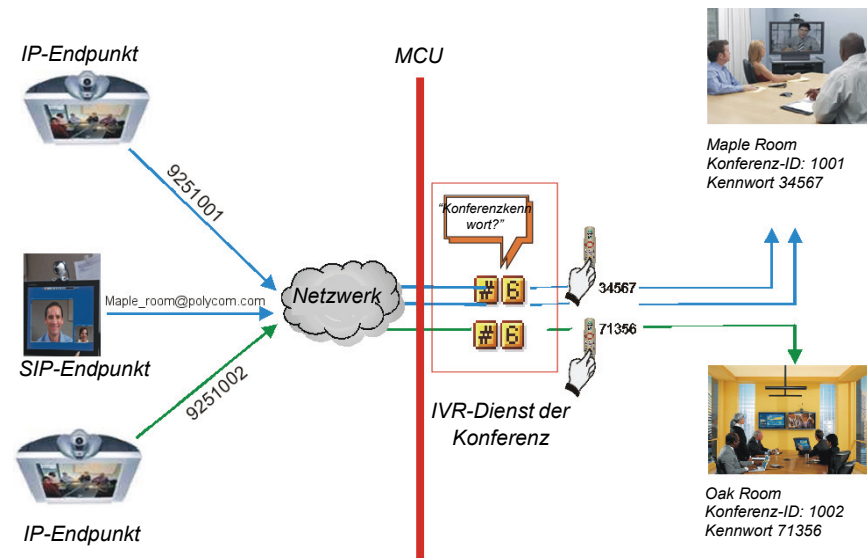 IP-Endpunkt
MCU
9251001
Maple Room
Konferenz-ID: 1001
Kennwort 34567
“Konferenzkenn
wort?”
Maple_room@polycom.com
Netzwerk
# 6
34567
# 6
71356
SIP-Endpunkt
9251002
IVR-Dienst der
Konferenz
IP-Endpunkt
Oak Room
Konferenz-ID: 1002
Kennwort 71356